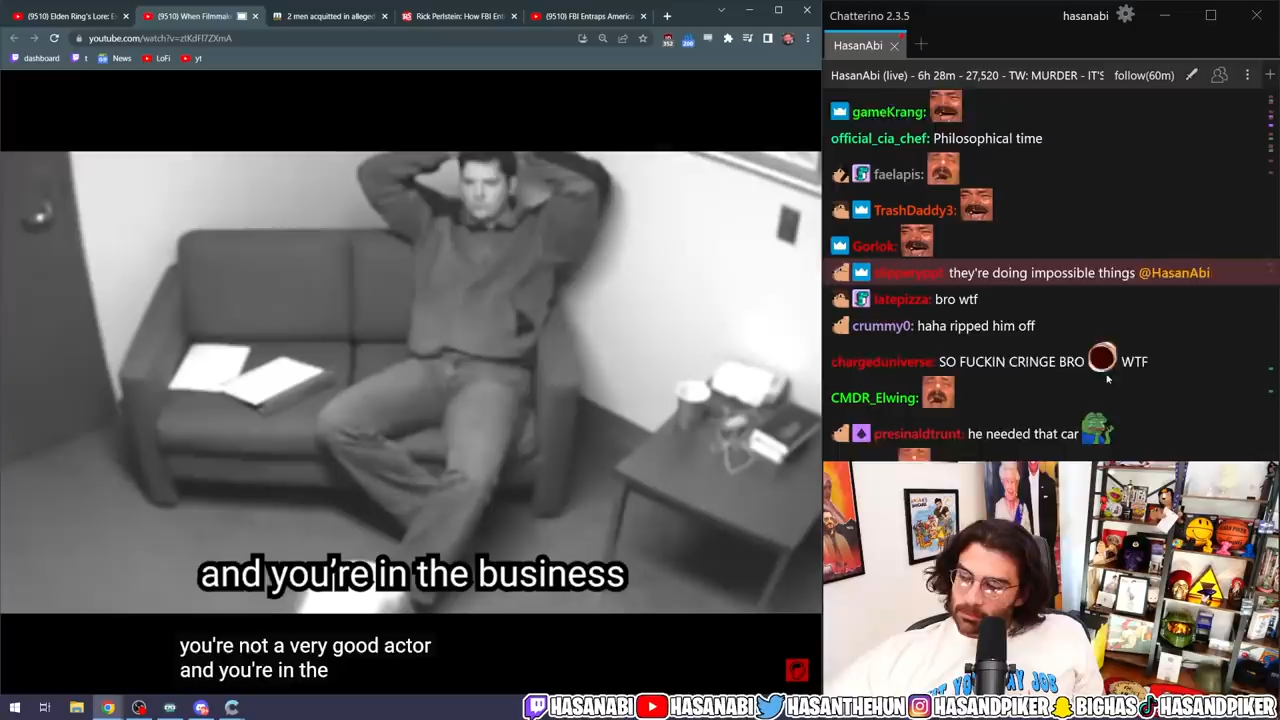 (9510) Elden Ring's Lore: E
(9510) When Filmmak
2 men acquitted in alleged
Rick Perlstein: How FBI Ent
(9510) FBI Entraps America
youtube.com/watch?v=ztKdFl7ZXmA
352
200
dashboard
t
News
LoFi
yt
and you're in the business
you're not a very good actor
and you're in the
Chatterino 2.3.5
hasanabi
HasanAbi
HasanAbi (live) - 6h 28m - 27,520 - TW: MURDER - IT'S
follow(60m)
gameKrang:
official_cia_chef: Philosophical time
faelapis:
TrashDaddy3:
Gorlok:
they're doing impossible things @HasanAbi
latepizza: bro wtf
crummy0: haha ripped him off
chargeduniverse: SO FUCKIN CRINGE BRO WTF
CMDR_Elwing:
presinaldtrunt: he needed that car
HASANABI
HASANABI
HASANTHEHUN
HASANDPIKER
BIGHAS
HASANDPIKER